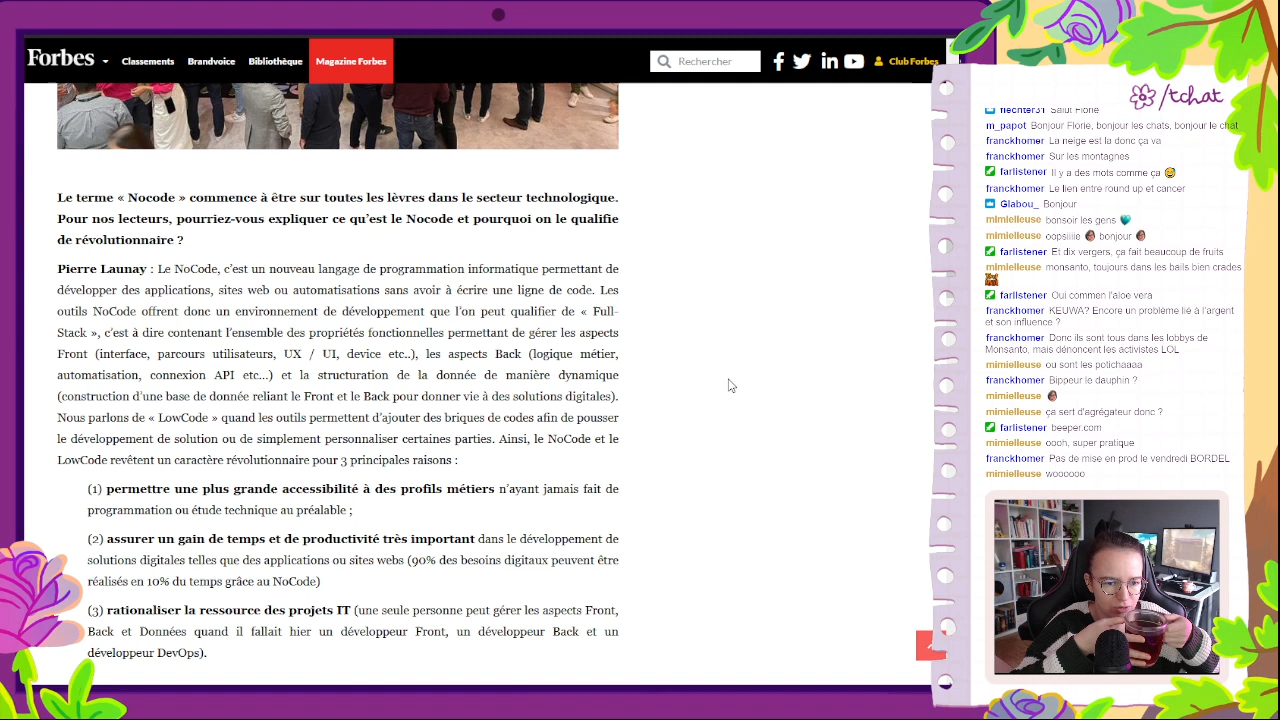 Forbes
Classements
Brandvoice
Bibliothèque
Magazine Forbes
Rechercher
Club Forbes
Le terme « Nocode » commence à être sur toutes les lèvres dans le secteur technologique.
Pour nos lecteurs, pourriez-vous expliquer ce qu'est le Nocode et pourquoi on le qualifie
de révolutionnaire ?
Pierre Launay : Le NoCode, c'est un nouveau langage de programmation informatique permettant de
développer des applications, sites web ou automatisations sans avoir à écrire une ligne de code. Les
outils NoCode offrent donc un environnement de développement que l'on peut qualifier de « Full-
Stack », c'est à dire contenant l'ensemble des propriétés fonctionnelles permettant de gérer les aspects
Front (interface, parcours utilisateurs, UX / UI, device etc..), les aspects Back (logique métier,
automatisation, connexion API etc...) et la structuration de la donnée de manière dynamique
(construction d'une base de donnée reliant le Front et le Back pour donner vie à des solutions digitales).
Nous parlons de « LowCode » quand les outils permettent d'ajouter des briques de codes afin de pousser
le développement de solution ou de simplement personnaliser certaines parties. Ainsi, le NoCode et le
LowCode revêtent un caractère révolutionnaire pour 3 principales raisons :
(1) permettre une plus grande accessibilité à des profils métiers n'ayant jamais fait de
programmation ou étude technique au préalable ;
(2) assurer un gain de temps et de productivité très important dans le développement de
solutions digitales telles que des applications ou sites webs (90% des besoins digitaux peuvent être
réalisés en 10% du temps grâce au NoCode)
(3) rationaliser la ressource des projets IT (une seule personne peut gérer les aspects Front,
Back et Données quand il fallait hier un développeur Front, un développeur Back et un
développeur DevOps).
/tchat
flechter31 Salut Florie
m_papot Bonjour Florie, bonjour les chats, bonjour le chat
franckhomer La neige est la donc ça va
franckhomer Sur les montagnes
farlistener Il y a des mots comme ça
franckhomer Le lien entre round up et cancer
Glabou_ Bonjour
mimielleuse bonsoir les gens
mimielleuse oopsiiiie bonjour
farlistener Et dix vergers, ça fait beaucoup de fruits
mimielleuse monsanto, toujours dans les bails bien crades
farlistener Oui commen l'aloe vera
franckhomer KEUWA? Encore un problème lié a l'argent
et son influence ?
franckhomer Donc ils sont tous dans les lobbys de
Monsanto, mais dénoncent les activistes LOL
mimielleuse ou sont les potichaaaa
franckhomer Bippeur le dauphin ?
mimielleuse
mimielleuse ça sert d'agrégateur donc ?
farlistener beeper.com
mimielleuse oooh, super pratique
franckhomer Pas de mise en prod le vendredi BORDEL
mimielleuse woooooo